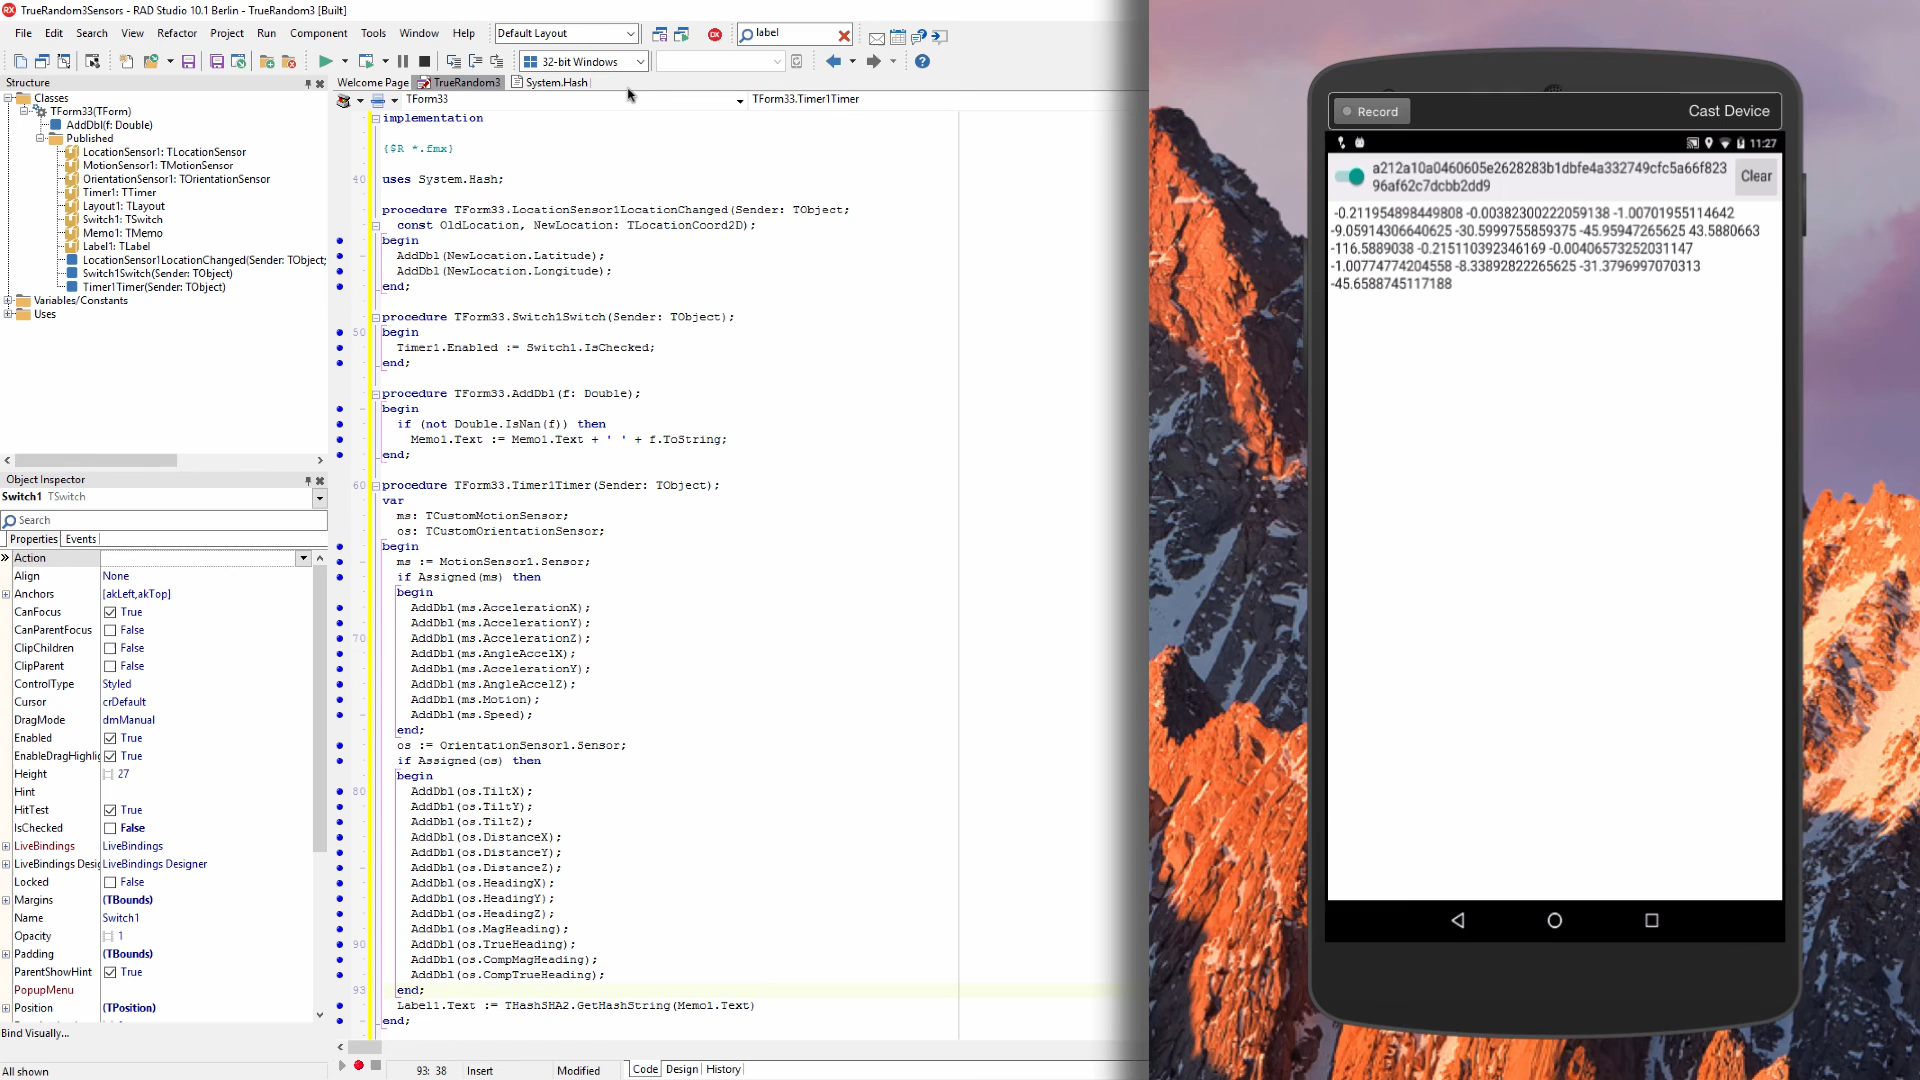 TrueRandom3Sensors - RAD Studio 10.1 Berlin - TrueRandom3 [Built]
File Edit Search View Refactor Project Run Component Tools Window Help Default Layout label
32-bit Windows
Structure
Classes
TForm33(TForm)
AddDbl(f: Double)
Published
LocationSensor1: TLocationSensor
MotionSensor1: TMotionSensor
OrientationSensor1: TOrientationSensor
Timer1: TTimer
Layout1: TLayout
Switch1: TSwitch
Memo1: TMemo
Label1: TLabel
LocationSensor1LocationChanged(Sender: TObject;
Switch1Switch(Sender: TObject)
Timer1Timer(Sender: TObject)
Variables/Constants
Uses
Object Inspector
Switch1 TSwitch
Search
Properties Events
Action
Align None
Anchors [akLeft,akTop]
CanFocus True
CanParentFocus False
ClipChildren False
ClipParent False
ControlType Styled
Cursor crDefault
DragMode dmManual
Enabled True
EnableDragHighli True
Height 27
Hint
HitTest True
IsChecked False
LiveBindings LiveBindings
LiveBindings Desig LiveBindings Designer
Locked False
Margins (TBounds)
Name Switch1
Opacity 1
Padding (TBounds)
ParentShowHint True
PopupMenu
Position (TPosition)
Bind Visually...
All shown
Welcome Page TrueRandom3 System.Hash
TForm33 TForm33.Timer1Timer
implementation
{$R *.fmx}
40 uses System.Hash;
procedure TForm33.LocationSensor1LocationChanged(Sender: TObject;
const OldLocation, NewLocation: TLocationCoord2D);
begin
AddDbl(NewLocation.Latitude);
AddDbl(NewLocation.Longitude);
end;
procedure TForm33.Switch1Switch(Sender: TObject);
50 begin
Timer1.Enabled := Switch1.IsChecked;
end;
procedure TForm33.AddDbl(f: Double);
begin
if (not Double.IsNan(f)) then
Memo1.Text := Memo1.Text + ' ' + f.ToString;
end;
60 procedure TForm33.Timer1Timer(Sender: TObject);
var
ms: TCustomMotionSensor;
os: TCustomOrientationSensor;
begin
ms := MotionSensor1.Sensor;
if Assigned(ms) then
begin
AddDbl(ms.AccelerationX);
AddDbl(ms.AccelerationY);
70 AddDbl(ms.AccelerationZ);
AddDbl(ms.AngleAccelX);
AddDbl(ms.AccelerationY);
AddDbl(ms.AngleAccelZ);
AddDbl(ms.Motion);
AddDbl(ms.Speed);
end;
os := OrientationSensor1.Sensor;
if Assigned(os) then
begin
80 AddDbl(os.TiltX);
AddDbl(os.TiltY);
AddDbl(os.TiltZ);
AddDbl(os.DistanceX);
AddDbl(os.DistanceY);
AddDbl(os.DistanceZ);
AddDbl(os.HeadingX);
AddDbl(os.HeadingY);
AddDbl(os.HeadingZ);
AddDbl(os.MagHeading);
90 AddDbl(os.TrueHeading);
AddDbl(os.CompMagHeading);
AddDbl(os.CompTrueHeading);
93 end;
Label1.Text := THashSHA2.GetHashString(Memo1.Text)
end;
93: 38 Insert Modified Code Design History
Record Cast Device
11:27
a212a10a0460605e2628283b1dbfe4a332749cfc5a66f823
96af62c7dcbb2dd9
Clear
-0.211954898449808 -0.00382300222059138 -1.00701955114642
-9.05914306640625 -30.5999755859375 -45.95947265625 43.5880663
-116.5889038 -0.215110392346169 -0.00406573252031147
-1.00774774204558 -8.33892822265625 -31.3796997070313
-45.6588745117188